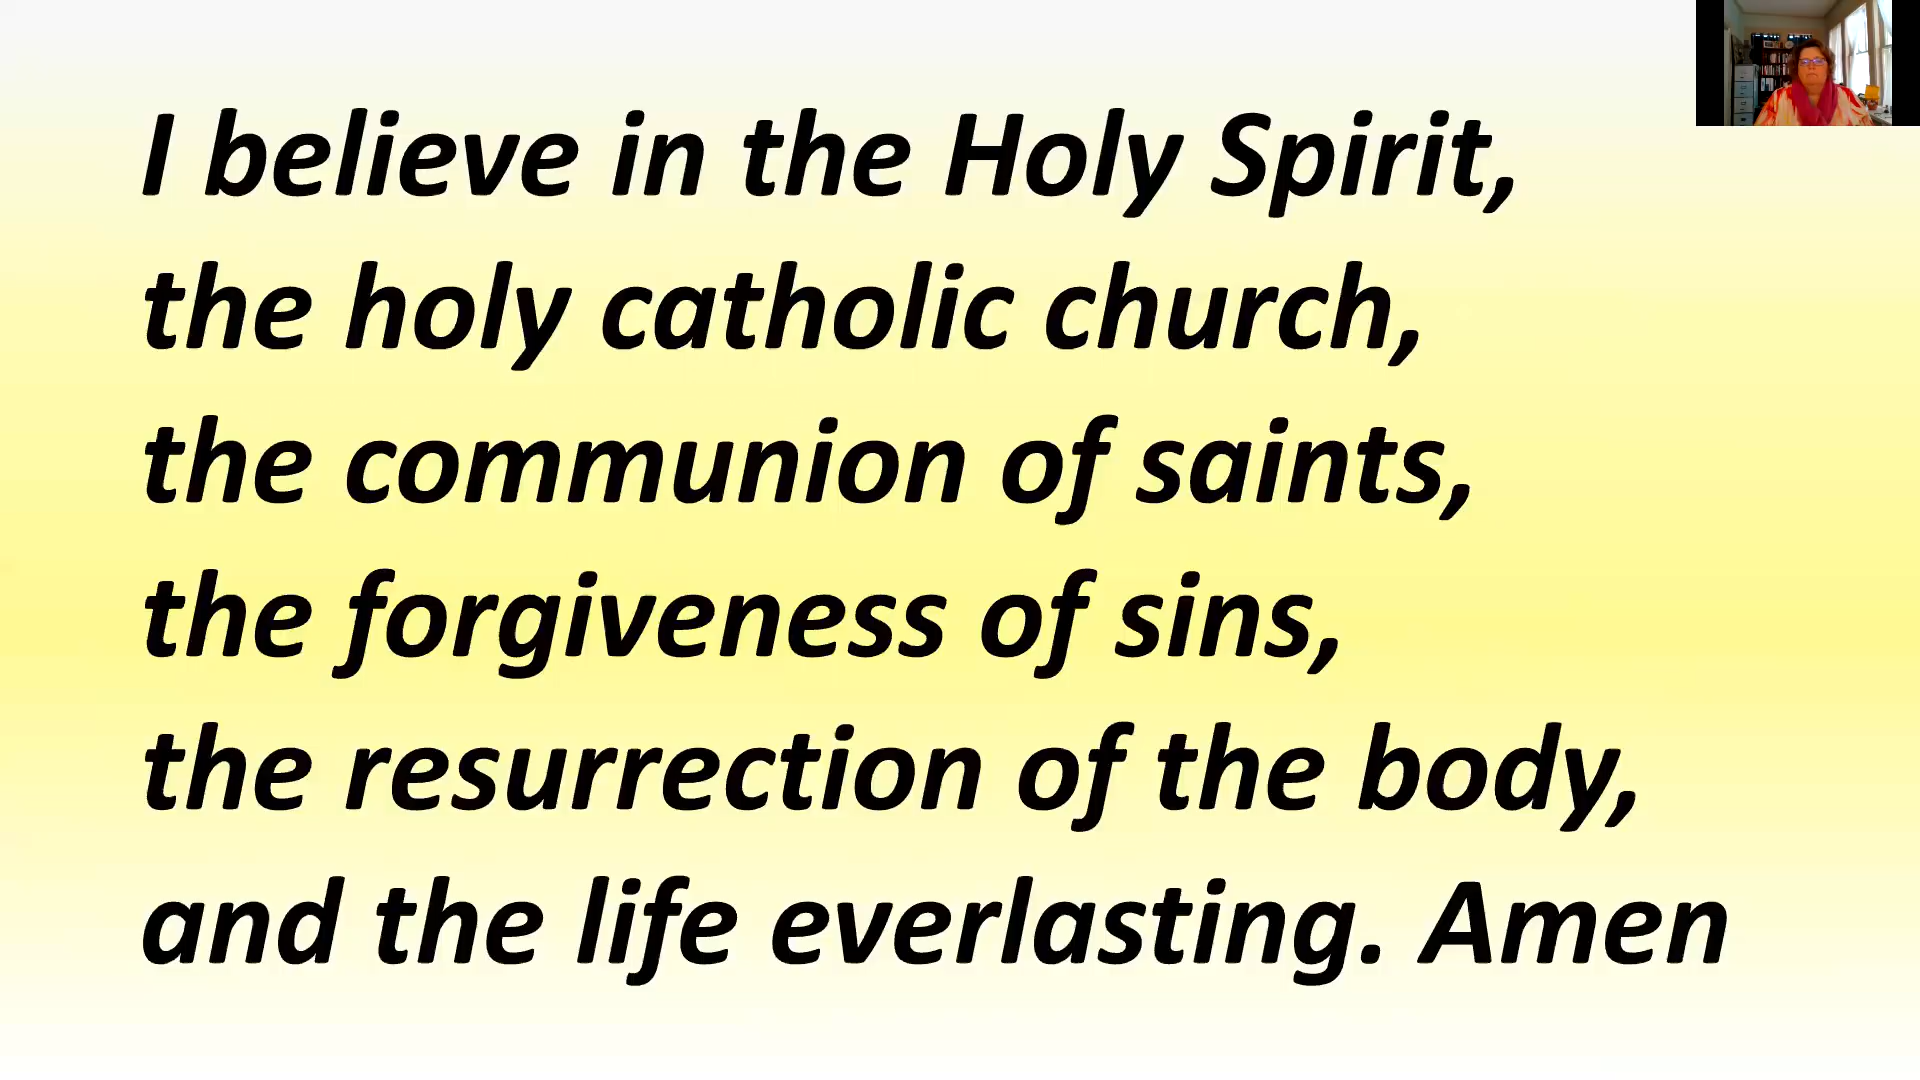 I believe in the Holy Spirit,
the holy catholic church,
the communion of saints,
the forgiveness of sins,
the resurrection of the body,
and the life everlasting. Amen